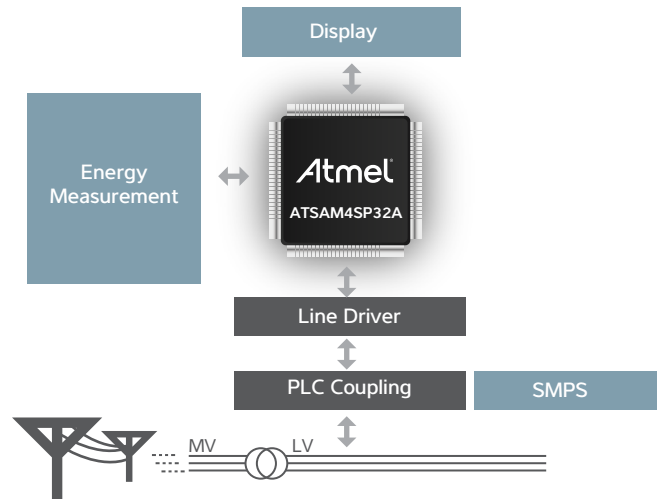 Display
Energy
Measurement
Atmel
ATSAM4SP32A
Line Driver
PLC Coupling
SMPS
MV
LV